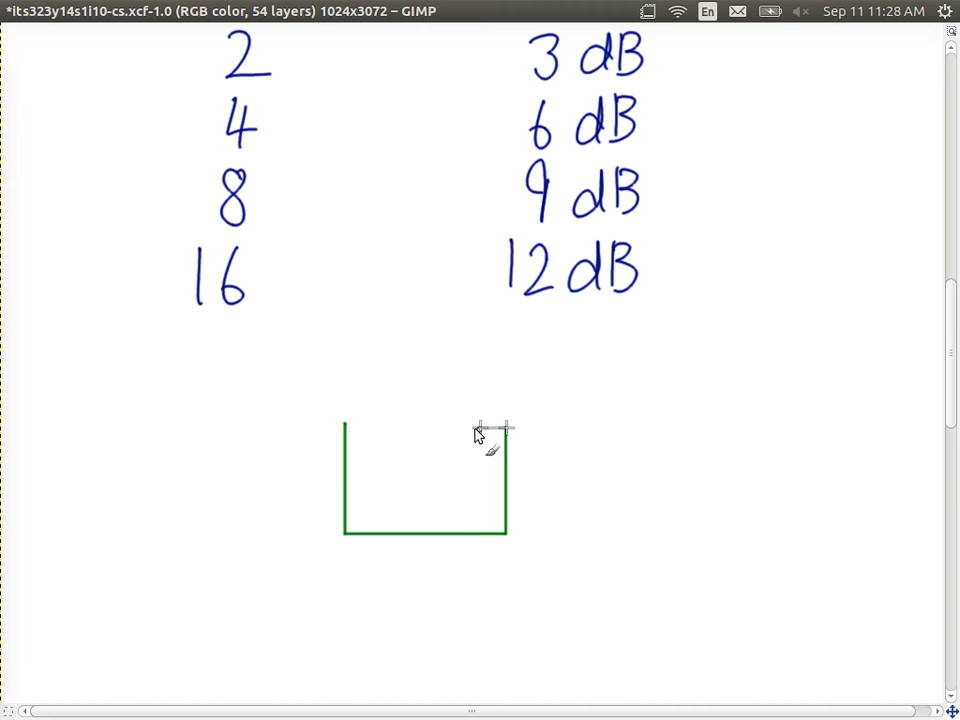 *its323y14s1i10-cs.xcf-1.0 (RGB color, 54 layers) 1024x3072 – GIMP En Sep 11 11:28 AM
2 3 dB
4 6 dB
8 9 dB
16 12 dB